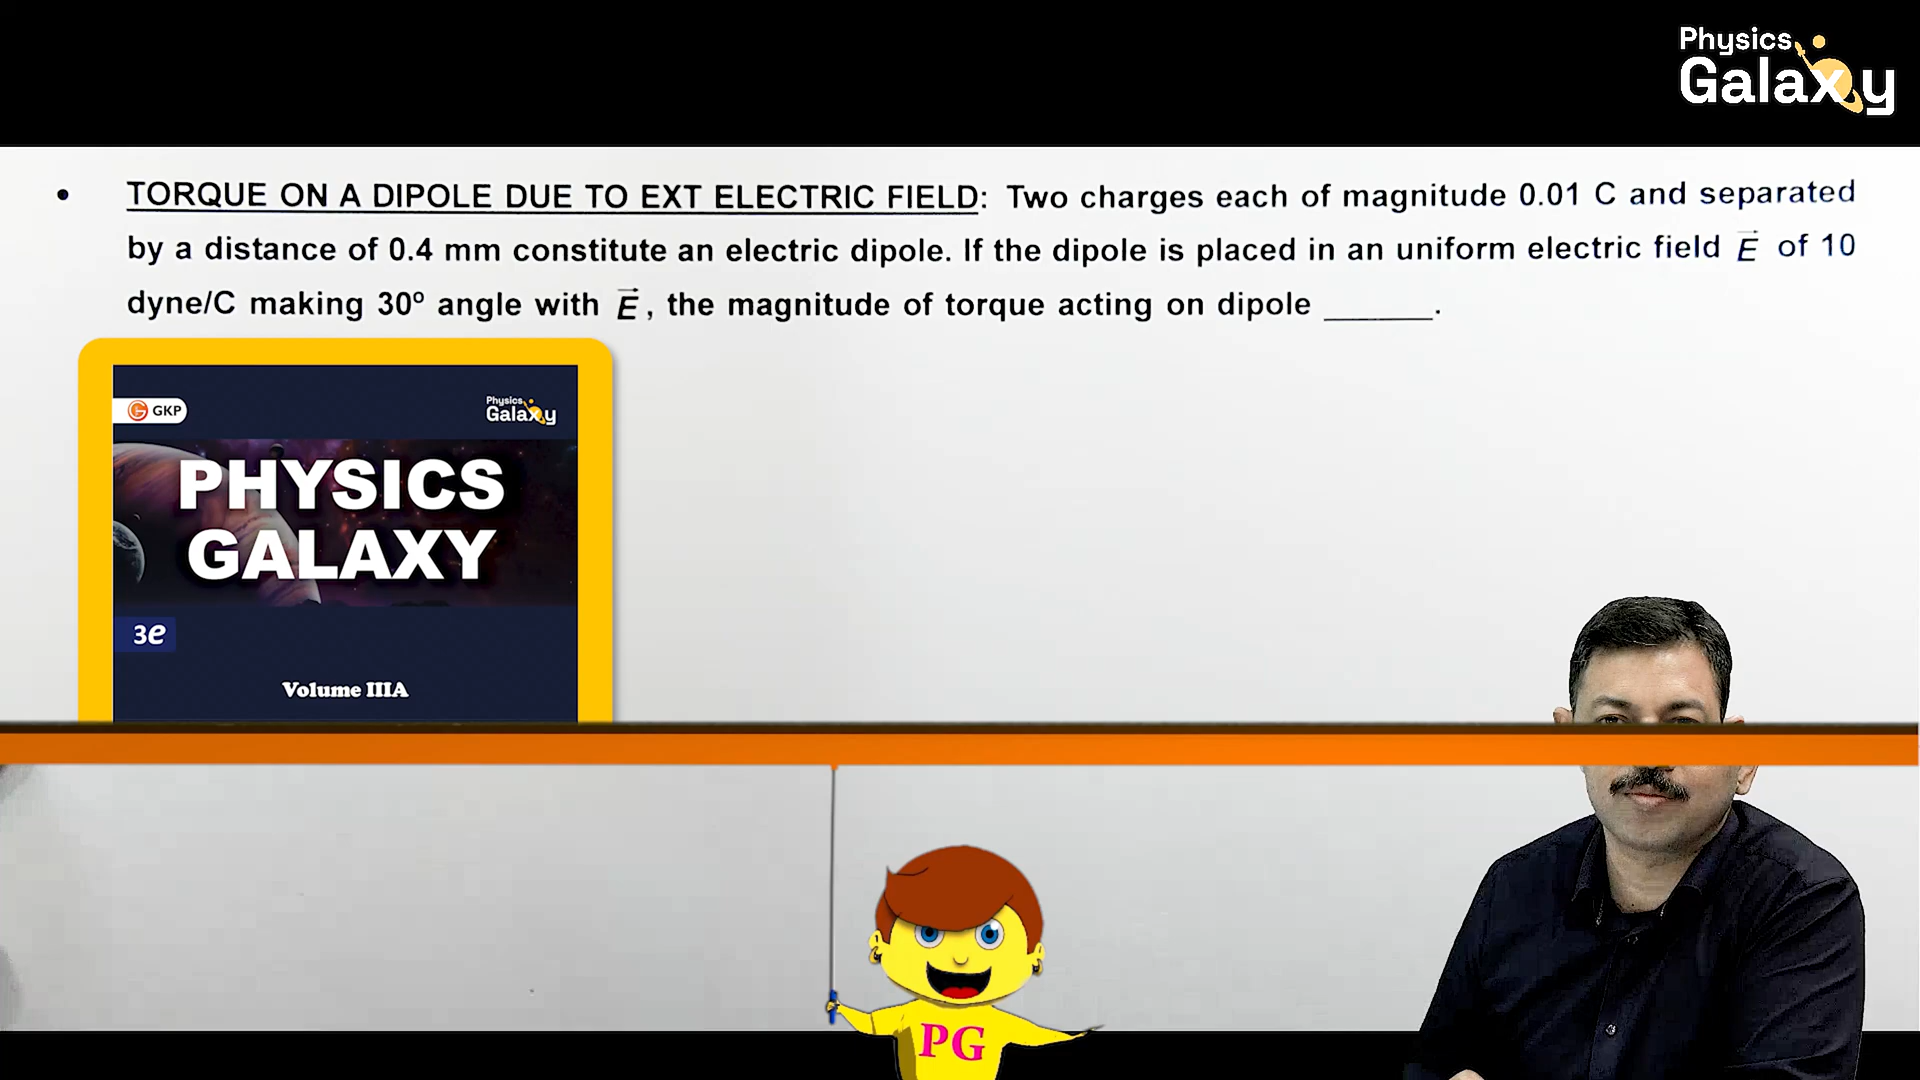 Physics
Galaxy
• TORQUE ON A DIPOLE DUE TO EXT ELECTRIC FIELD: Two charges each of magnitude 0.01 C and separated
by a distance of 0.4 mm constitute an electric dipole. If the dipole is placed in an uniform electric field E⃗ of 10
dyne/C making 30º angle with E⃗, the magnitude of torque acting on dipole ______.
GKP
Physics
Galaxy
PHYSICS
GALAXY
3e
Volume IIIA
PG